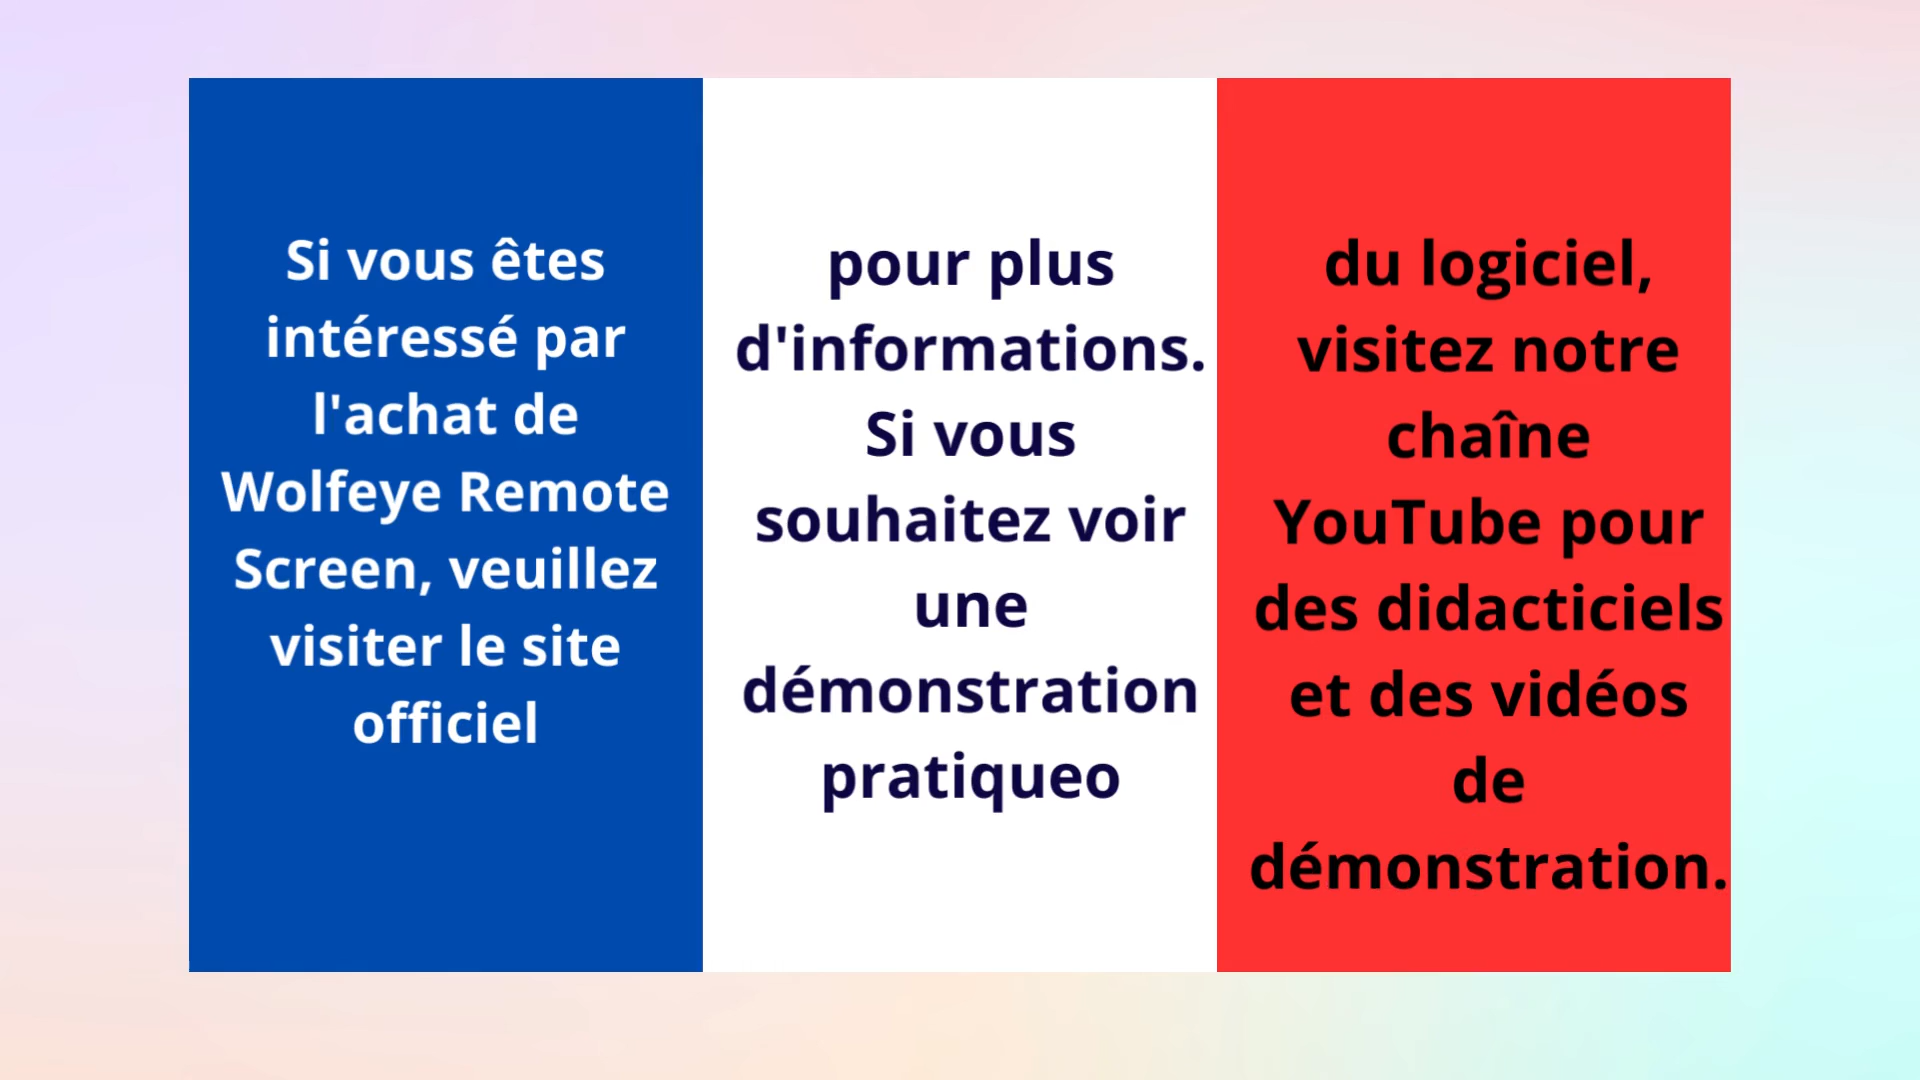 Si vous êtes
intéressé par
l'achat de
Wolfeye Remote
Screen, veuillez
visiter le site
officiel
pour plus
d'informations.
Si vous
souhaitez voir
une
démonstration
pratiqueo
du logiciel,
visitez notre
chaîne
YouTube pour
des didacticiels
et des vidéos
de
démonstration.